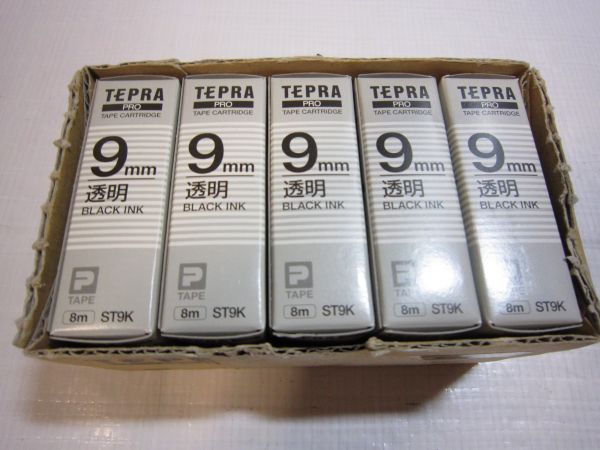 TEPRA
PRO
TAPE CARTRIDGE
9mm
透明
BLACK INK
P
TAPE
8m ST9K
TEPRA
PRO
TAPE CARTRIDGE
9mm
透明
BLACK INK
P
TAPE
8m ST9K
TEPRA
PRO
TAPE CARTRIDGE
9mm
透明
BLACK INK
P
TAPE
8m ST9K
TEPRA
PRO
TAPE CARTRIDGE
9mm
透明
BLACK INK
P
TAPE
8m ST9K
TEPRA
PRO
TAPE CARTRIDGE
9mm
透明
BLACK INK
P
TAPE
8m ST9K